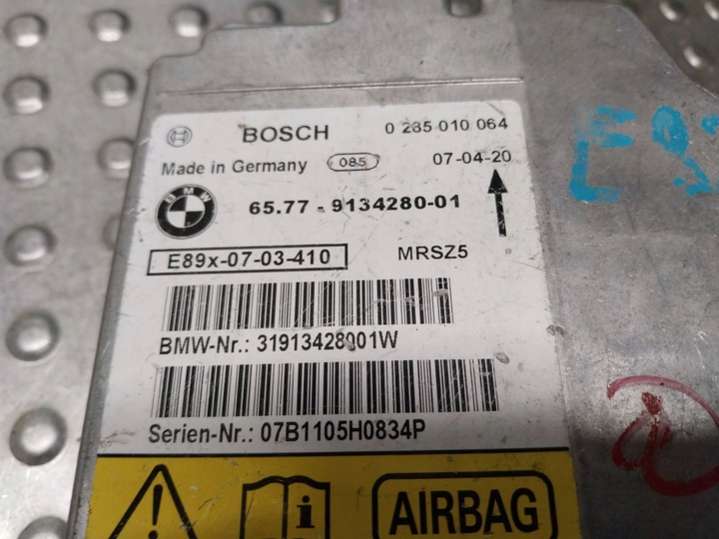 BOSCH 0 285 010 064
Made in Germany 085 07-04-20
BMW 65.77 - 9134280-01
E89x-07-03-410 MRSZ5
BMW-Nr.: 31913428001W
Serien-Nr.: 07B1105H0834P
i AIRBAG